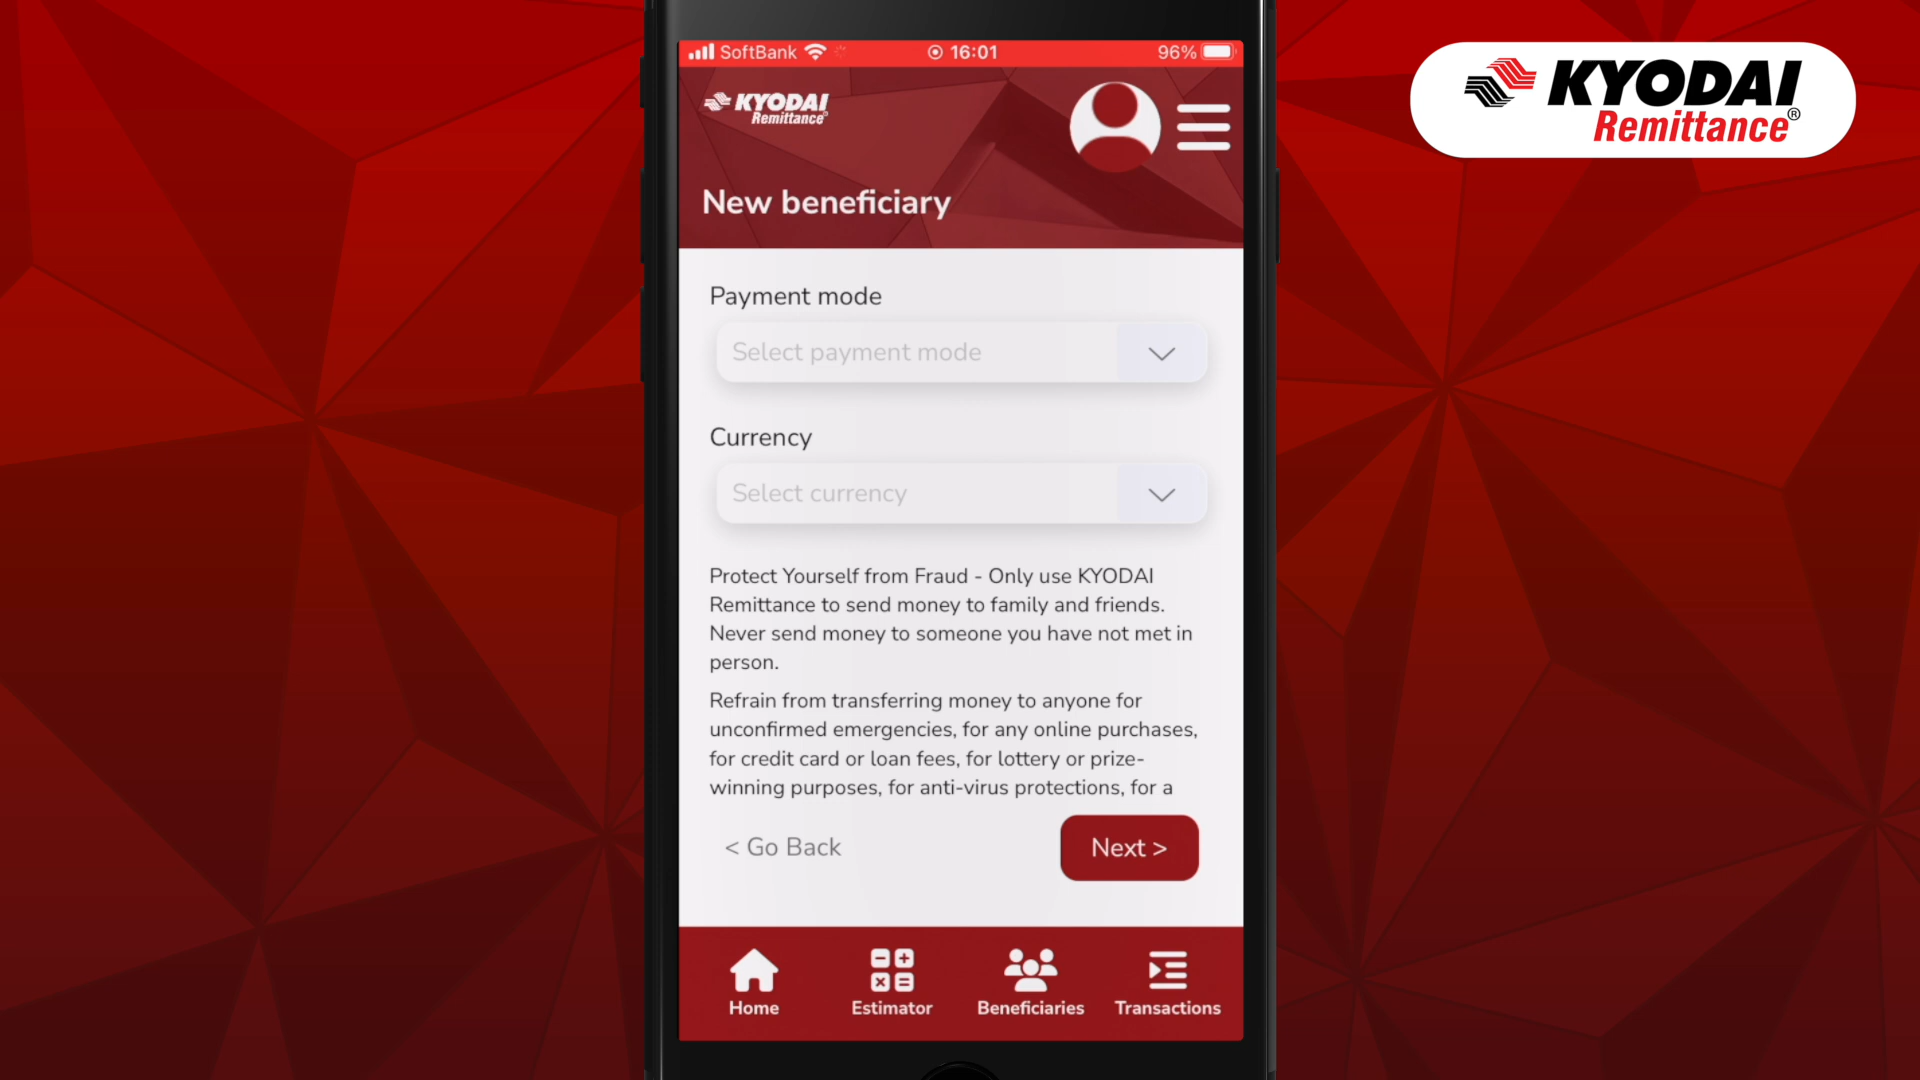 SoftBank 16:01 96%
KYODAI
Remittance®
New beneficiary
Payment mode
Select payment mode
Currency
Select currency
Protect Yourself from Fraud - Only use KYODAI
Remittance to send money to family and friends.
Never send money to someone you have not met in
person.
Refrain from transferring money to anyone for
unconfirmed emergencies, for any online purchases,
for credit card or loan fees, for lottery or prize-
winning purposes, for anti-virus protections, for a
< Go Back
Next >
Home
Estimator
Beneficiaries
Transactions
KYODAI
Remittance®